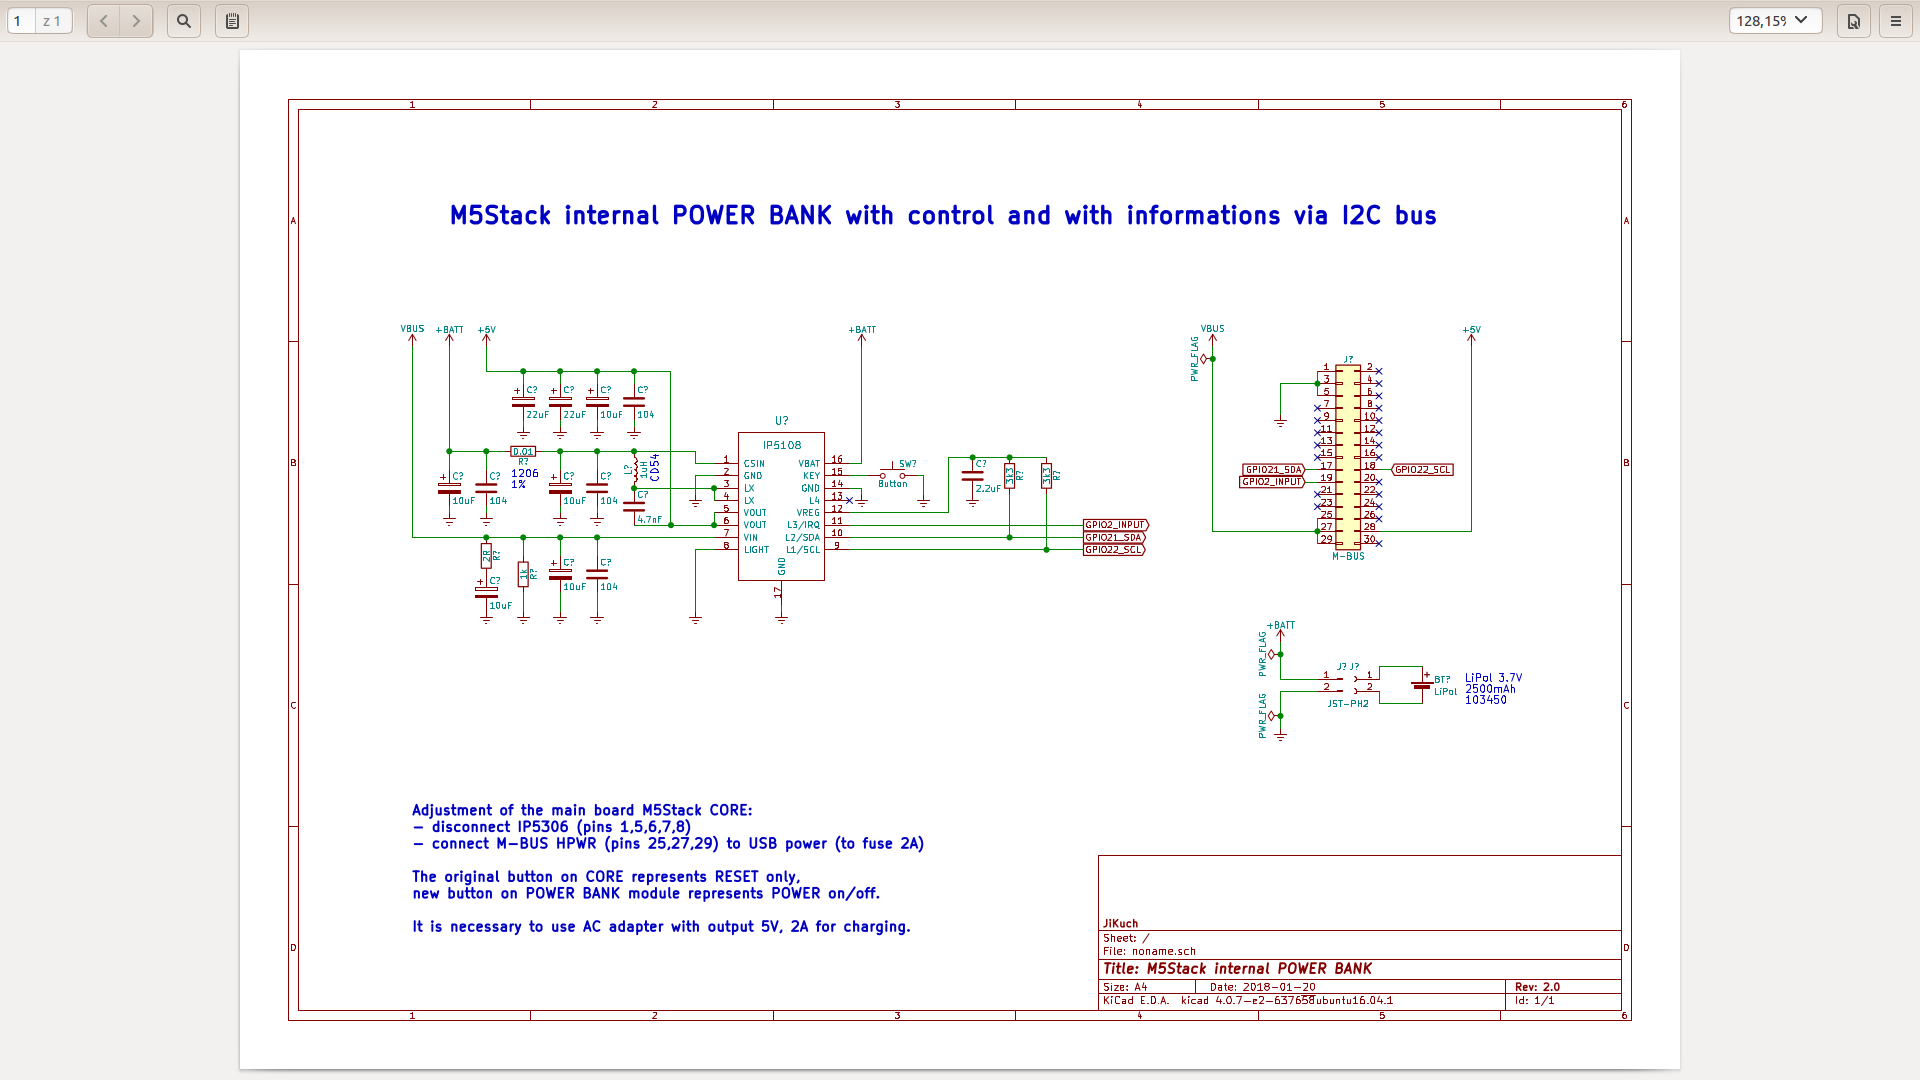 1 z 1 128,15%
1 2 3 4 5 6
A A
M5Stack internal POWER BANK with control and with informations via I2C bus
VBUS +BATT +5V +BATT VBUS +5V
PWR_FLAG
J?
1 2
3 4
5 6
7 8
9 10
11 12
13 14
15 16
17 18
19 20
21 22
23 24
25 26
27 28
29 30
M-BUS
GPIO21_SDA GPIO22_SCL
GPIO2_INPUT
C? C? C? C?
22uF 22uF 10uF 104
0.01
R?
1206
1%
C? C? C? C?
10uF 104 10uF 104
L?
1uH
CD54
C?
4.7nF
U?
IP5108
1 CSIN VBAT 16
2 GND KEY 15
3 LX GND 14
4 LX L4 13
5 VOUT VREG 12
6 VOUT L3/IRQ 11
7 VIN L2/SDA 10
8 LIGHT L1/SCL 9
GND
17
SW?
Button
C?
2.2uF
3k3
R?
3k3
R?
GPIO2_INPUT
GPIO21_SDA
GPIO22_SCL
2R
R?
1k
R?
C? C?
10uF 104
C?
10uF
B B
+BATT
PWR_FLAG
PWR_FLAG
J? J?
1 1
2 2
JST-PH2
BT?
LiPol
LiPol 3.7V
2500mAh
103450
C C
Adjustment of the main board M5Stack CORE:
- disconnect IP5306 (pins 1,5,6,7,8)
- connect M-BUS HPWR (pins 25,27,29) to USB power (to fuse 2A)
The original button on CORE represents RESET only,
new button on POWER BANK module represents POWER on/off.
It is necessary to use AC adapter with output 5V, 2A for charging.
JiKuch
Sheet: /
File: noname.sch
Title: M5Stack internal POWER BANK
Size: A4 Date: 2018-01-20 Rev: 2.0
KiCad E.D.A. kicad 4.0.7-e2-6376~58~ubuntu16.04.1 Id: 1/1
D D
1 2 3 4 5 6